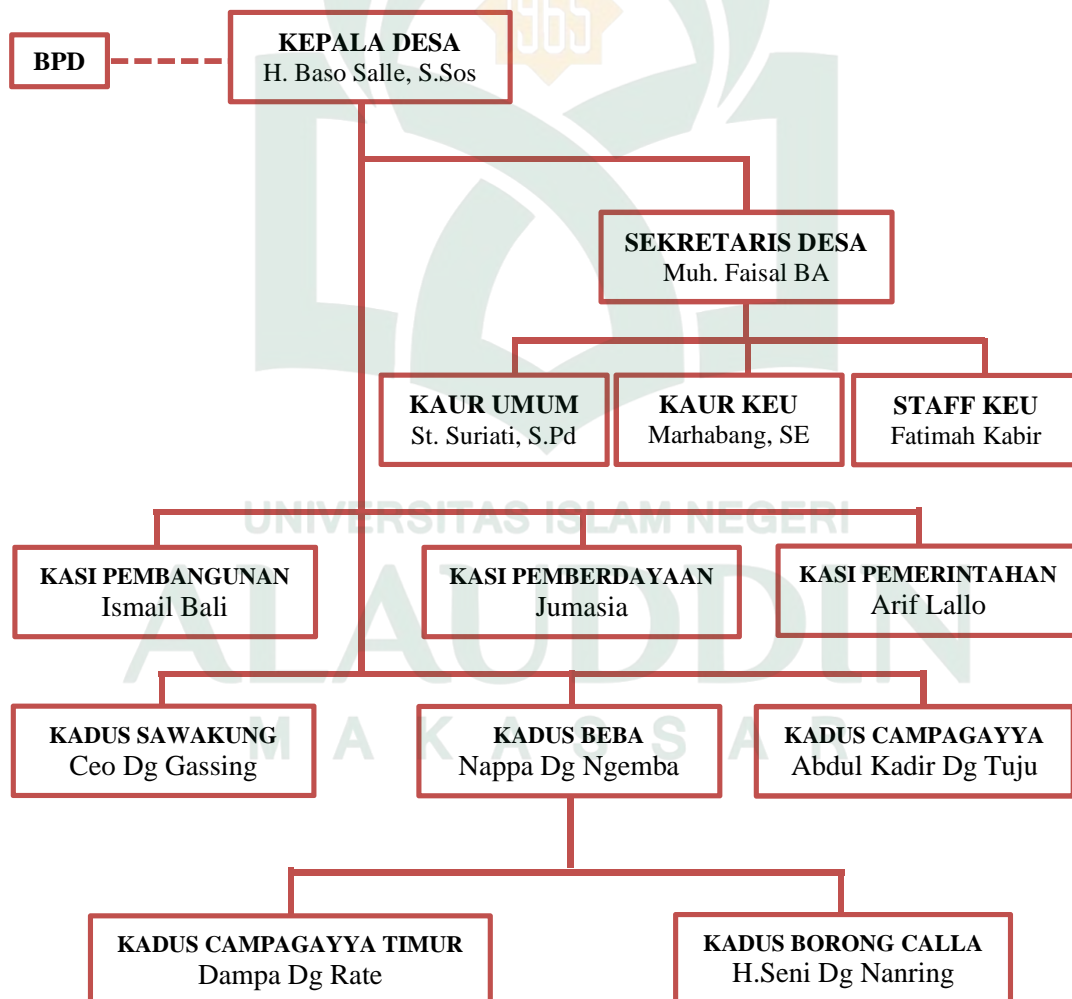 1965
BPD
KEPALA DESA
H. Baso Salle, S.Sos
SEKRETARIS DESA
Muh. Faisal BA
KAUR UMUM
St. Suriati, S.Pd
KAUR KEU
Marhabang, SE
STAFF KEU
Fatimah Kabir
UNIVERSITAS ISLAM NEGERI
KASI PEMBANGUNAN
Ismail Bali
KASI PEMBERDAYAAN
Jumasia
KASI PEMERINTAHAN
Arif Lallo
ALAUDDIN
KADUS SAWAKUNG
Ceo Dg Gassing
KADUS BEBA
Nappa Dg Ngemba
KADUS CAMPAGAYYA
Abdul Kadir Dg Tuju
MAKASSAR
KADUS CAMPAGAYYA TIMUR
Dampa Dg Rate
KADUS BORONG CALLA
H.Seni Dg Nanring